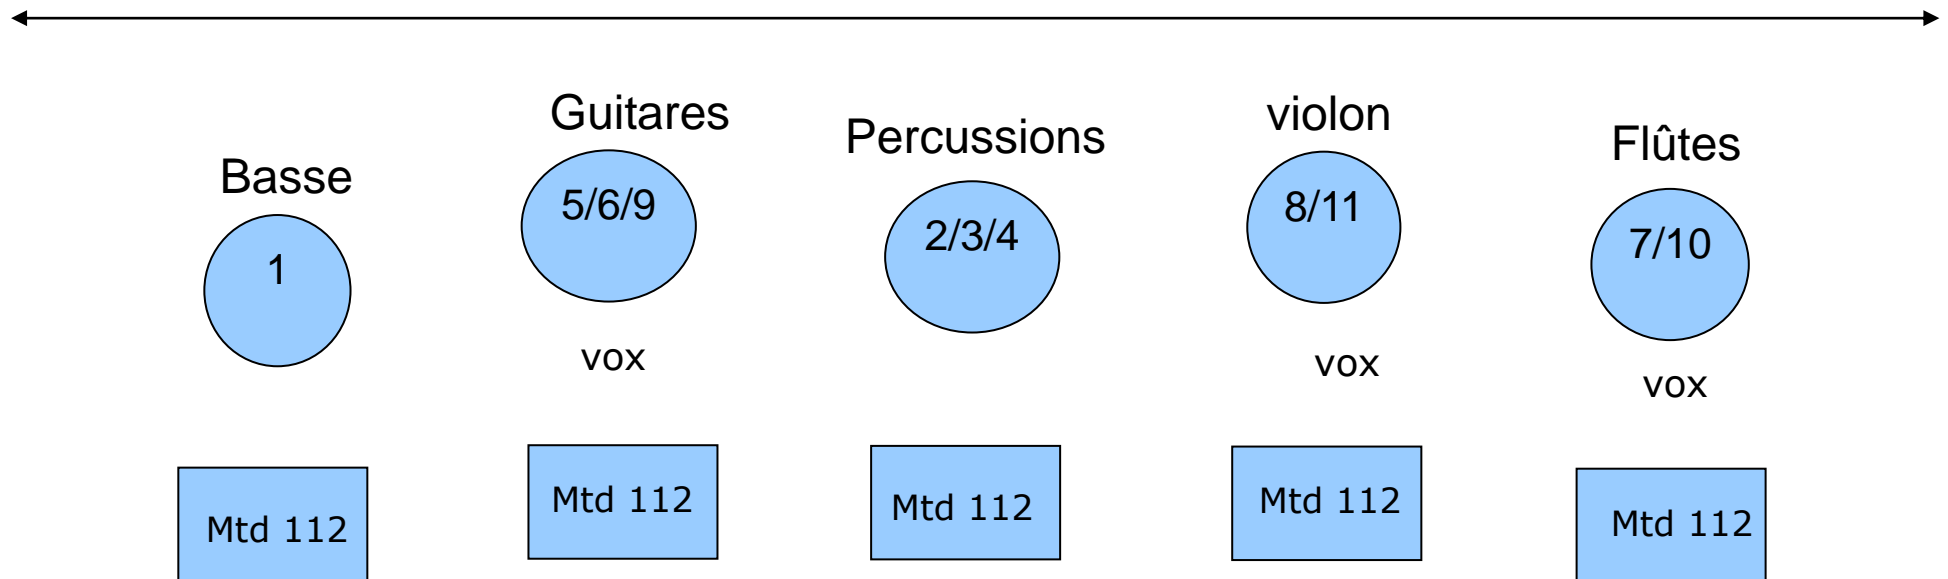 Guitares
violon
Percussions
Flûtes
Basse
5/6/9
8/11
2/3/4
7/10
1
vox
vox
vox
Mtd 112
Mtd 112
Mtd 112
Mtd 112
Mtd 112